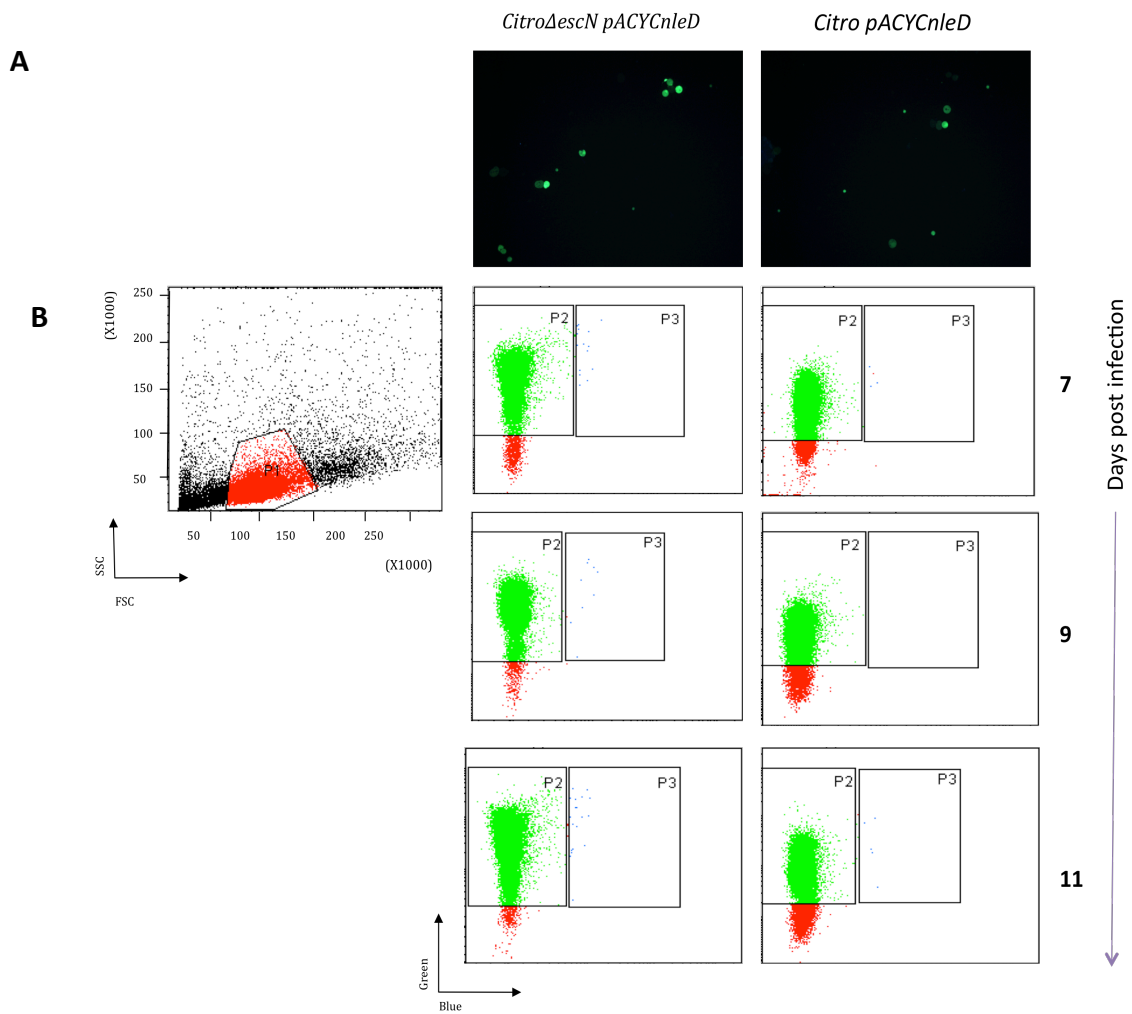 CitroΔescN pACYCnleD Citro pACYCnleD
A
B
(X1000)
250
200
150
100
50
P1
50 100 150 200 250
(X1000)
SSC
FSC
P2 P3 P2 P3
7
P2 P3 P2 P3
9
P2 P3 P2 P3
11
Days post infection
Green
Blue